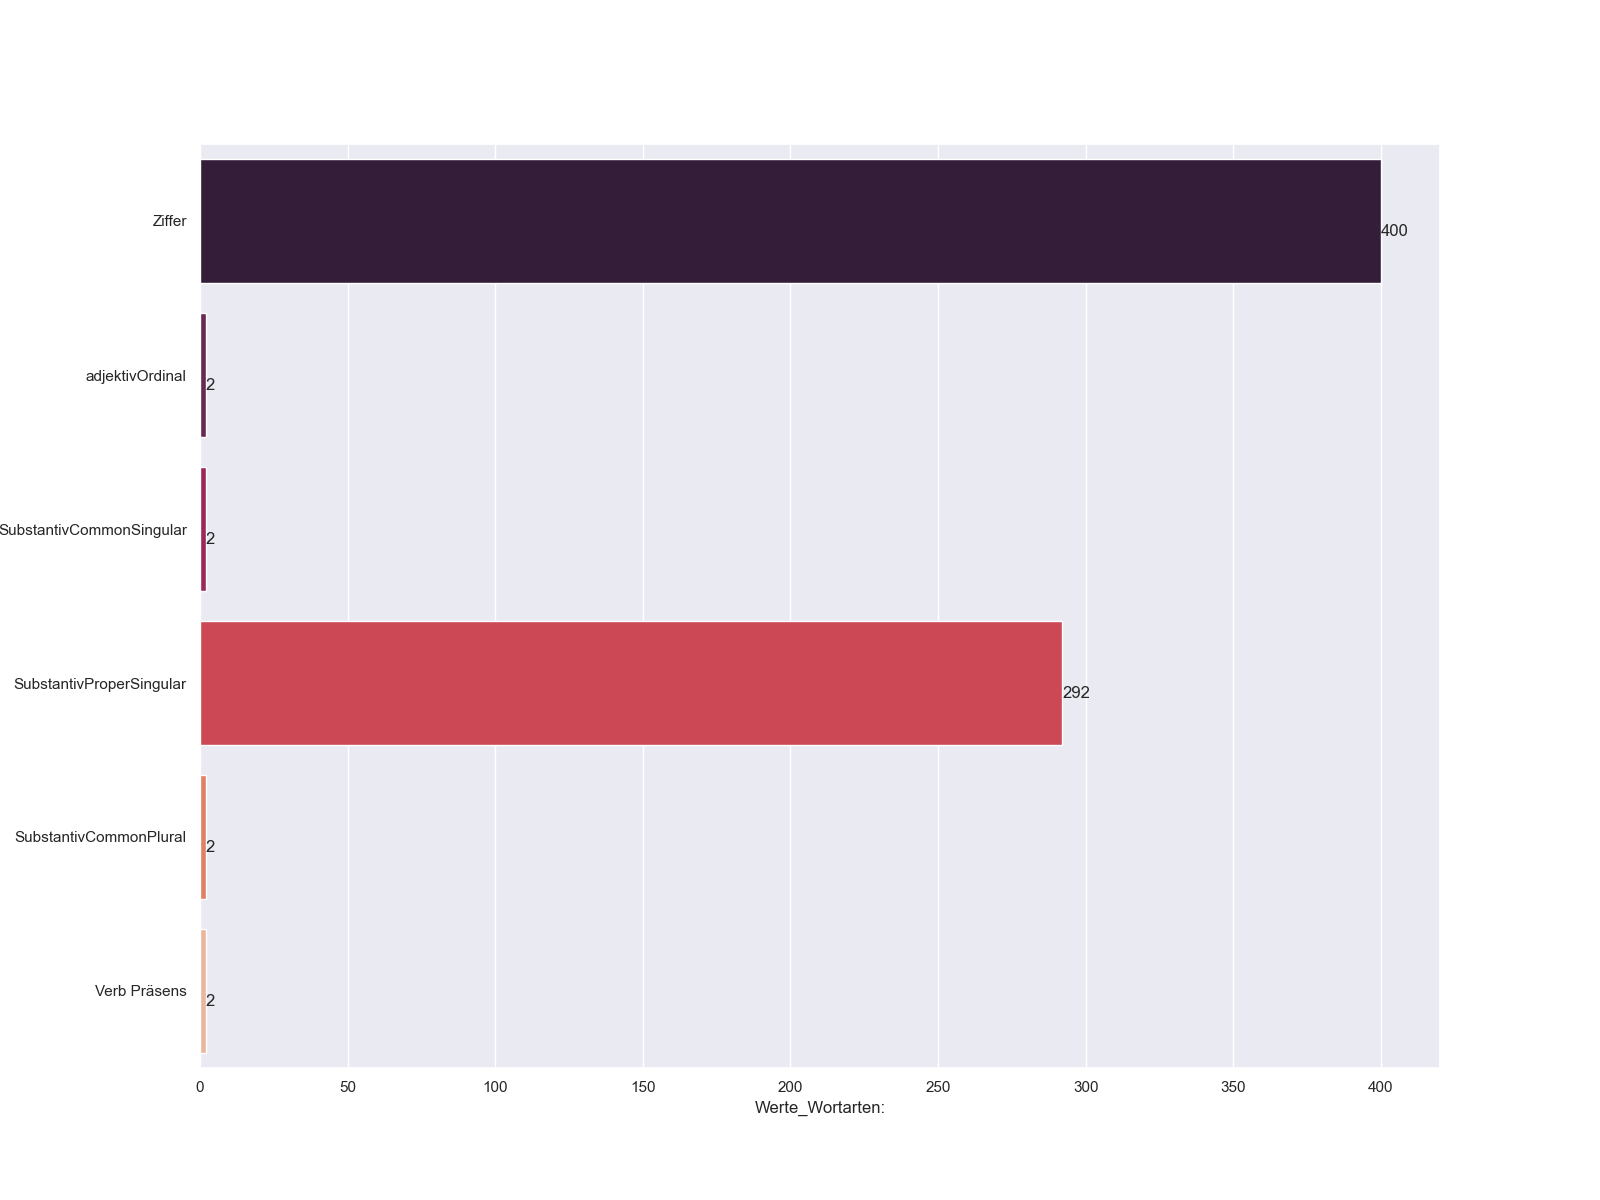 Ziffer
400
adjektivOrdinal
2
SubstantivCommonSingular
2
SubstantivProperSingular
292
SubstantivCommonPlural
2
Verb Präsens
2
0 50 100 150 200 250 300 350 400
Werte_Wortarten: